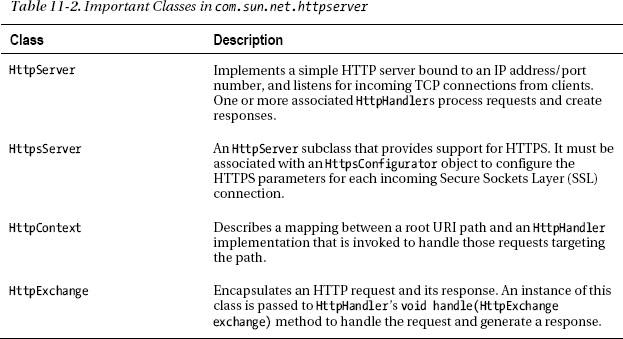 Table 11-2. Important Classes in com.sun.net.httpserver
Class Description
HttpServer Implements a simple HTTP server bound to an IP address/port
number, and listens for incoming TCP connections from clients.
One or more associated HttpHandlers process requests and create
responses.
HttpsServer An HttpServer subclass that provides support for HTTPS. It must be
associated with an HttpsConfigurator object to configure the
HTTPS parameters for each incoming Secure Sockets Layer (SSL)
connection.
HttpContext Describes a mapping between a root URI path and an HttpHandler
implementation that is invoked to handle those requests targeting
the path.
HttpExchange Encapsulates an HTTP request and its response. An instance of this
class is passed to HttpHandler's void handle(HttpExchange
exchange) method to handle the request and generate a response.